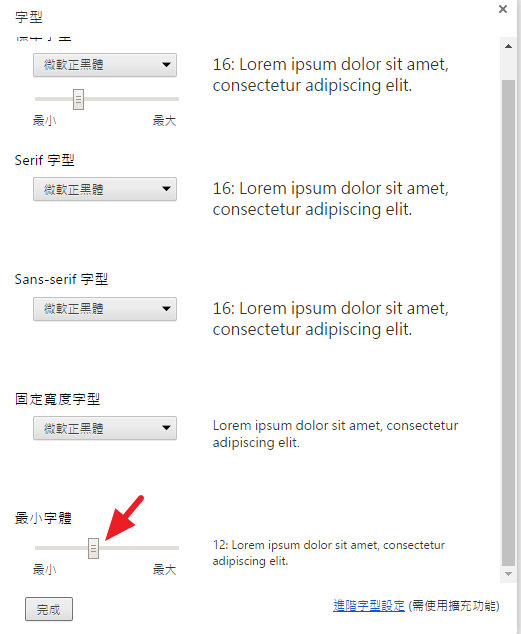 字型
微軟正黑體
16: Lorem ipsum dolor sit amet,
consectetur adipiscing elit.
最小
最大
Serif 字型
微軟正黑體
16: Lorem ipsum dolor sit amet,
consectetur adipiscing elit.
Sans-serif 字型
微軟正黑體
16: Lorem ipsum dolor sit amet,
consectetur adipiscing elit.
固定寬度字型
微軟正黑體
Lorem ipsum dolor sit amet, consectetur
adipiscing elit.
最小字體
12: Lorem ipsum dolor sit amet, consectetur
adipiscing elit.
最小
最大
完成
進階字型設定 (需使用擴充功能)